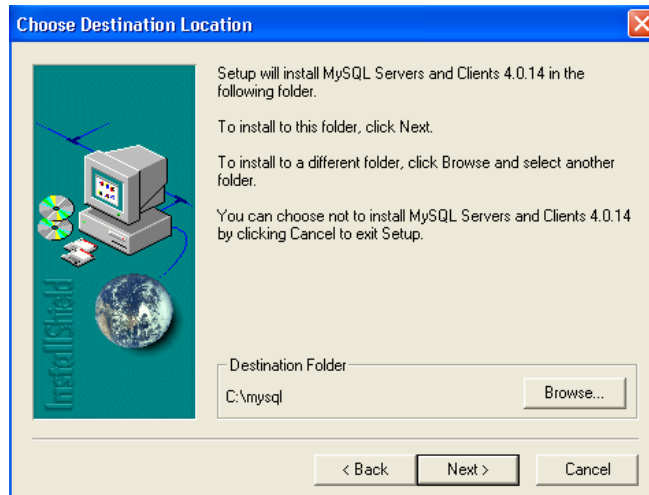 Choose Destination Location
Setup will install MySQL Servers and Clients 4.0.14 in the
following folder.
To install to this folder, click Next.
To install to a different folder, click Browse and select another
folder.
You can choose not to install MySQL Servers and Clients 4.0.14
by clicking Cancel to exit Setup.
InstallShield
Destination Folder
C:\mysql
Browse...
< Back
Next >
Cancel